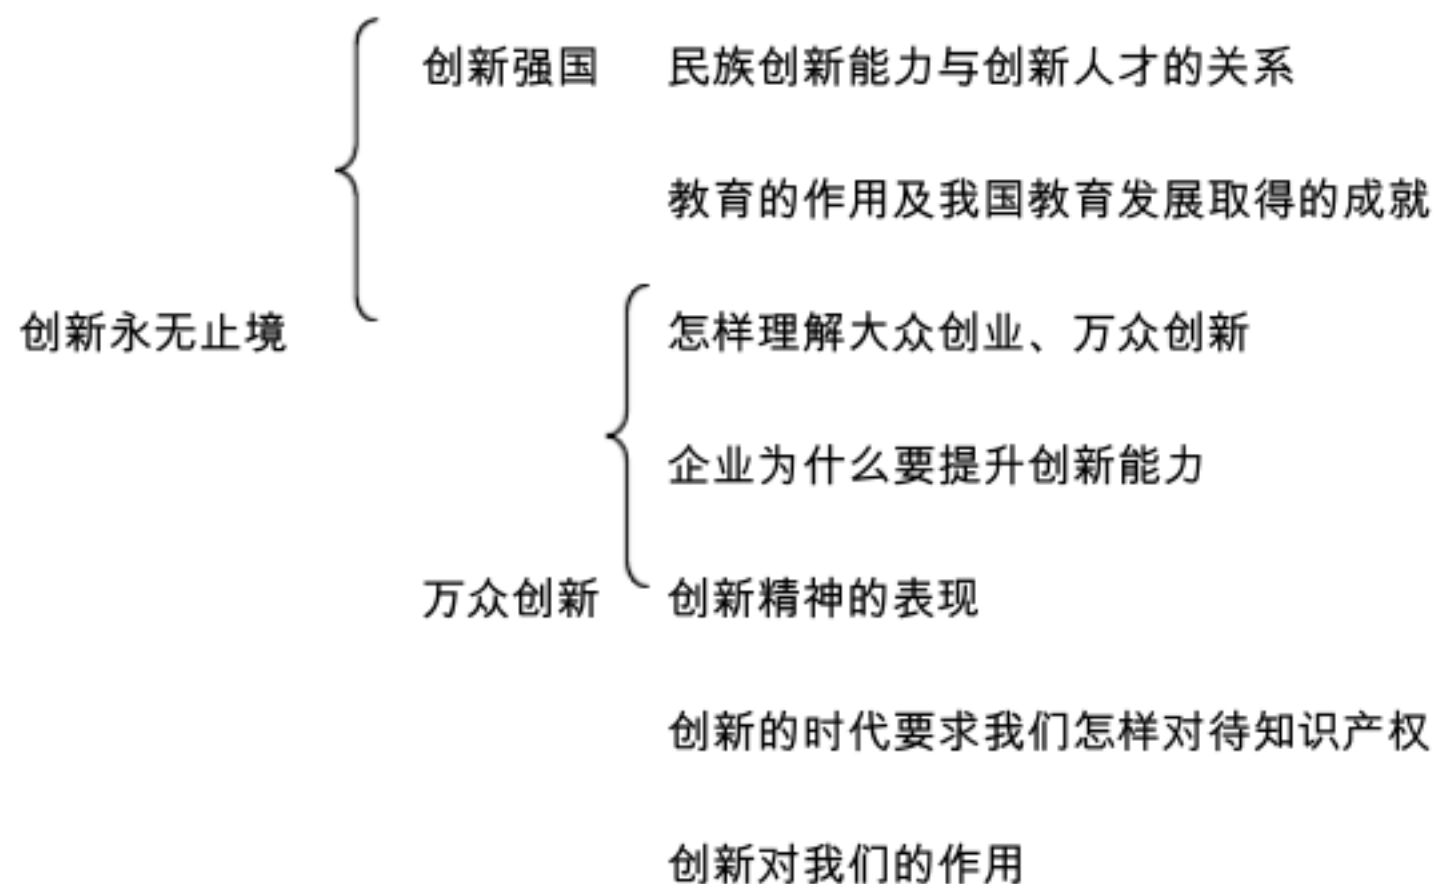 创新强国 民族创新能力与创新人才的关系
教育的作用及我国教育发展取得的成就
创新永无止境 怎样理解大众创业、万众创新
企业为什么要提升创新能力
万众创新 创新精神的表现
创新的时代要求我们怎样对待知识产权
创新对我们的作用